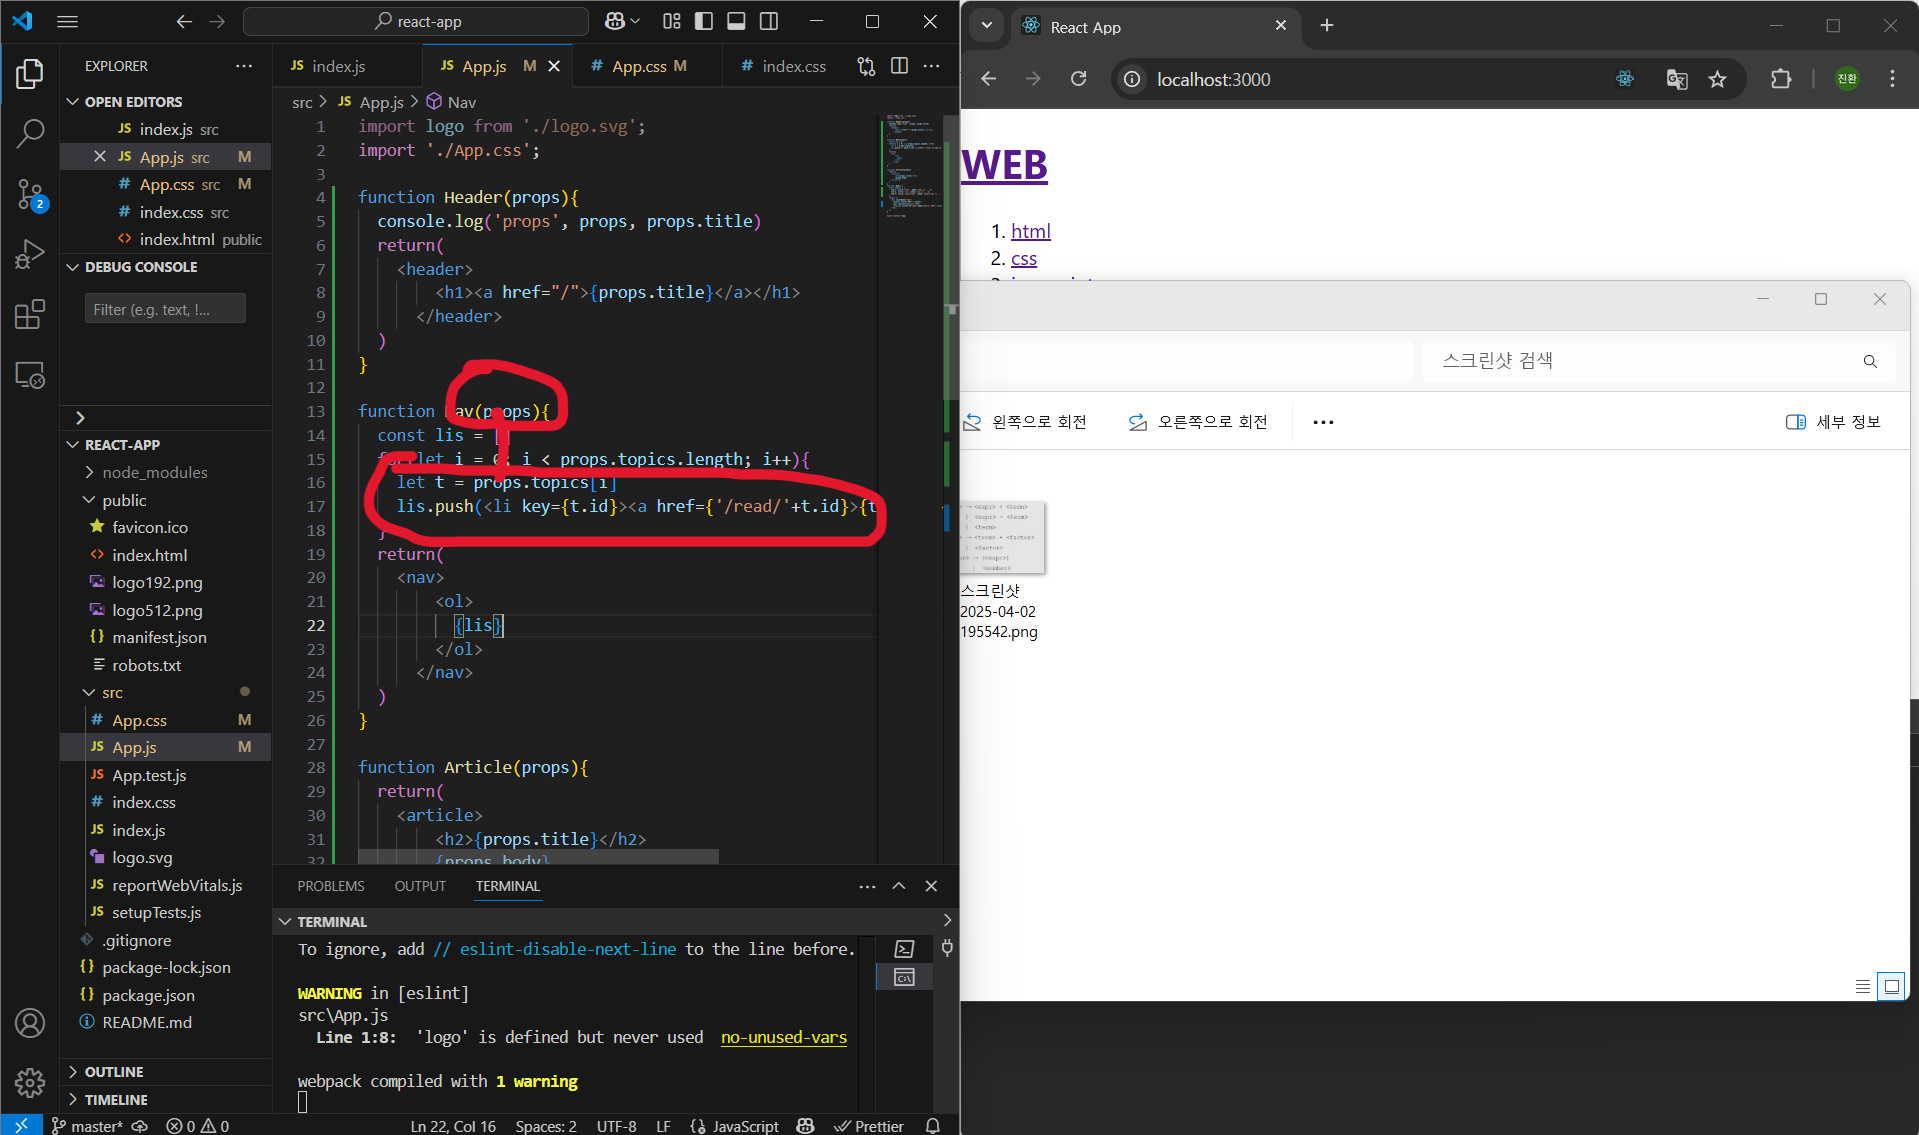 react-app
EXPLORER
OPEN EDITORS
index.js src
App.js src M
App.css src M
index.css src
index.html public
DEBUG CONSOLE
Filter (e.g. text, !...
REACT-APP
node_modules
public
favicon.ico
index.html
logo192.png
logo512.png
manifest.json
robots.txt
src
App.css M
App.js M
App.test.js
index.css
index.js
logo.svg
reportWebVitals.js
setupTests.js
.gitignore
package-lock.json
package.json
README.md
OUTLINE
TIMELINE
2
JS index.js
JS App.js M
# App.css M
# index.css
src > JS App.js > Nav
1 import logo from './logo.svg';
2 import './App.css';
3
4 function Header(props){
5 console.log('props', props, props.title)
6 return(
7 <header>
8 <h1><a href="/">{props.title}</a></h1>
9 </header>
10 )
11 }
12
13 function av(props){
14 const lis = [
15 let i = 0; i < props.topics.length; i++){
16 let t = props.topics[i]
17 lis.push(<li key={t.id}><a href={'/read/'+t.id}>{t
18 }
19 return(
20 <nav>
21 <ol>
22 {lis}
23 </ol>
24 </nav>
25 )
26 }
27
28 function Article(props){
29 return(
30 <article>
31 <h2>{props.title}</h2>
32 {props.body}
PROBLEMS
OUTPUT
TERMINAL
TERMINAL
To ignore, add // eslint-disable-next-line to the line before.
WARNING in [eslint]
src\App.js
Line 1:8: 'logo' is defined but never used no-unused-vars
webpack compiled with 1 warning
master*
0 0
Ln 22, Col 16
Spaces: 2
UTF-8
LF
JavaScript
Prettier
React App
localhost:3000
진환
WEB
1. html
2. css
스크린샷 검색
왼쪽으로 회전
오른쪽으로 회전
세부 정보
스크린샷
2025-04-02
195542.png